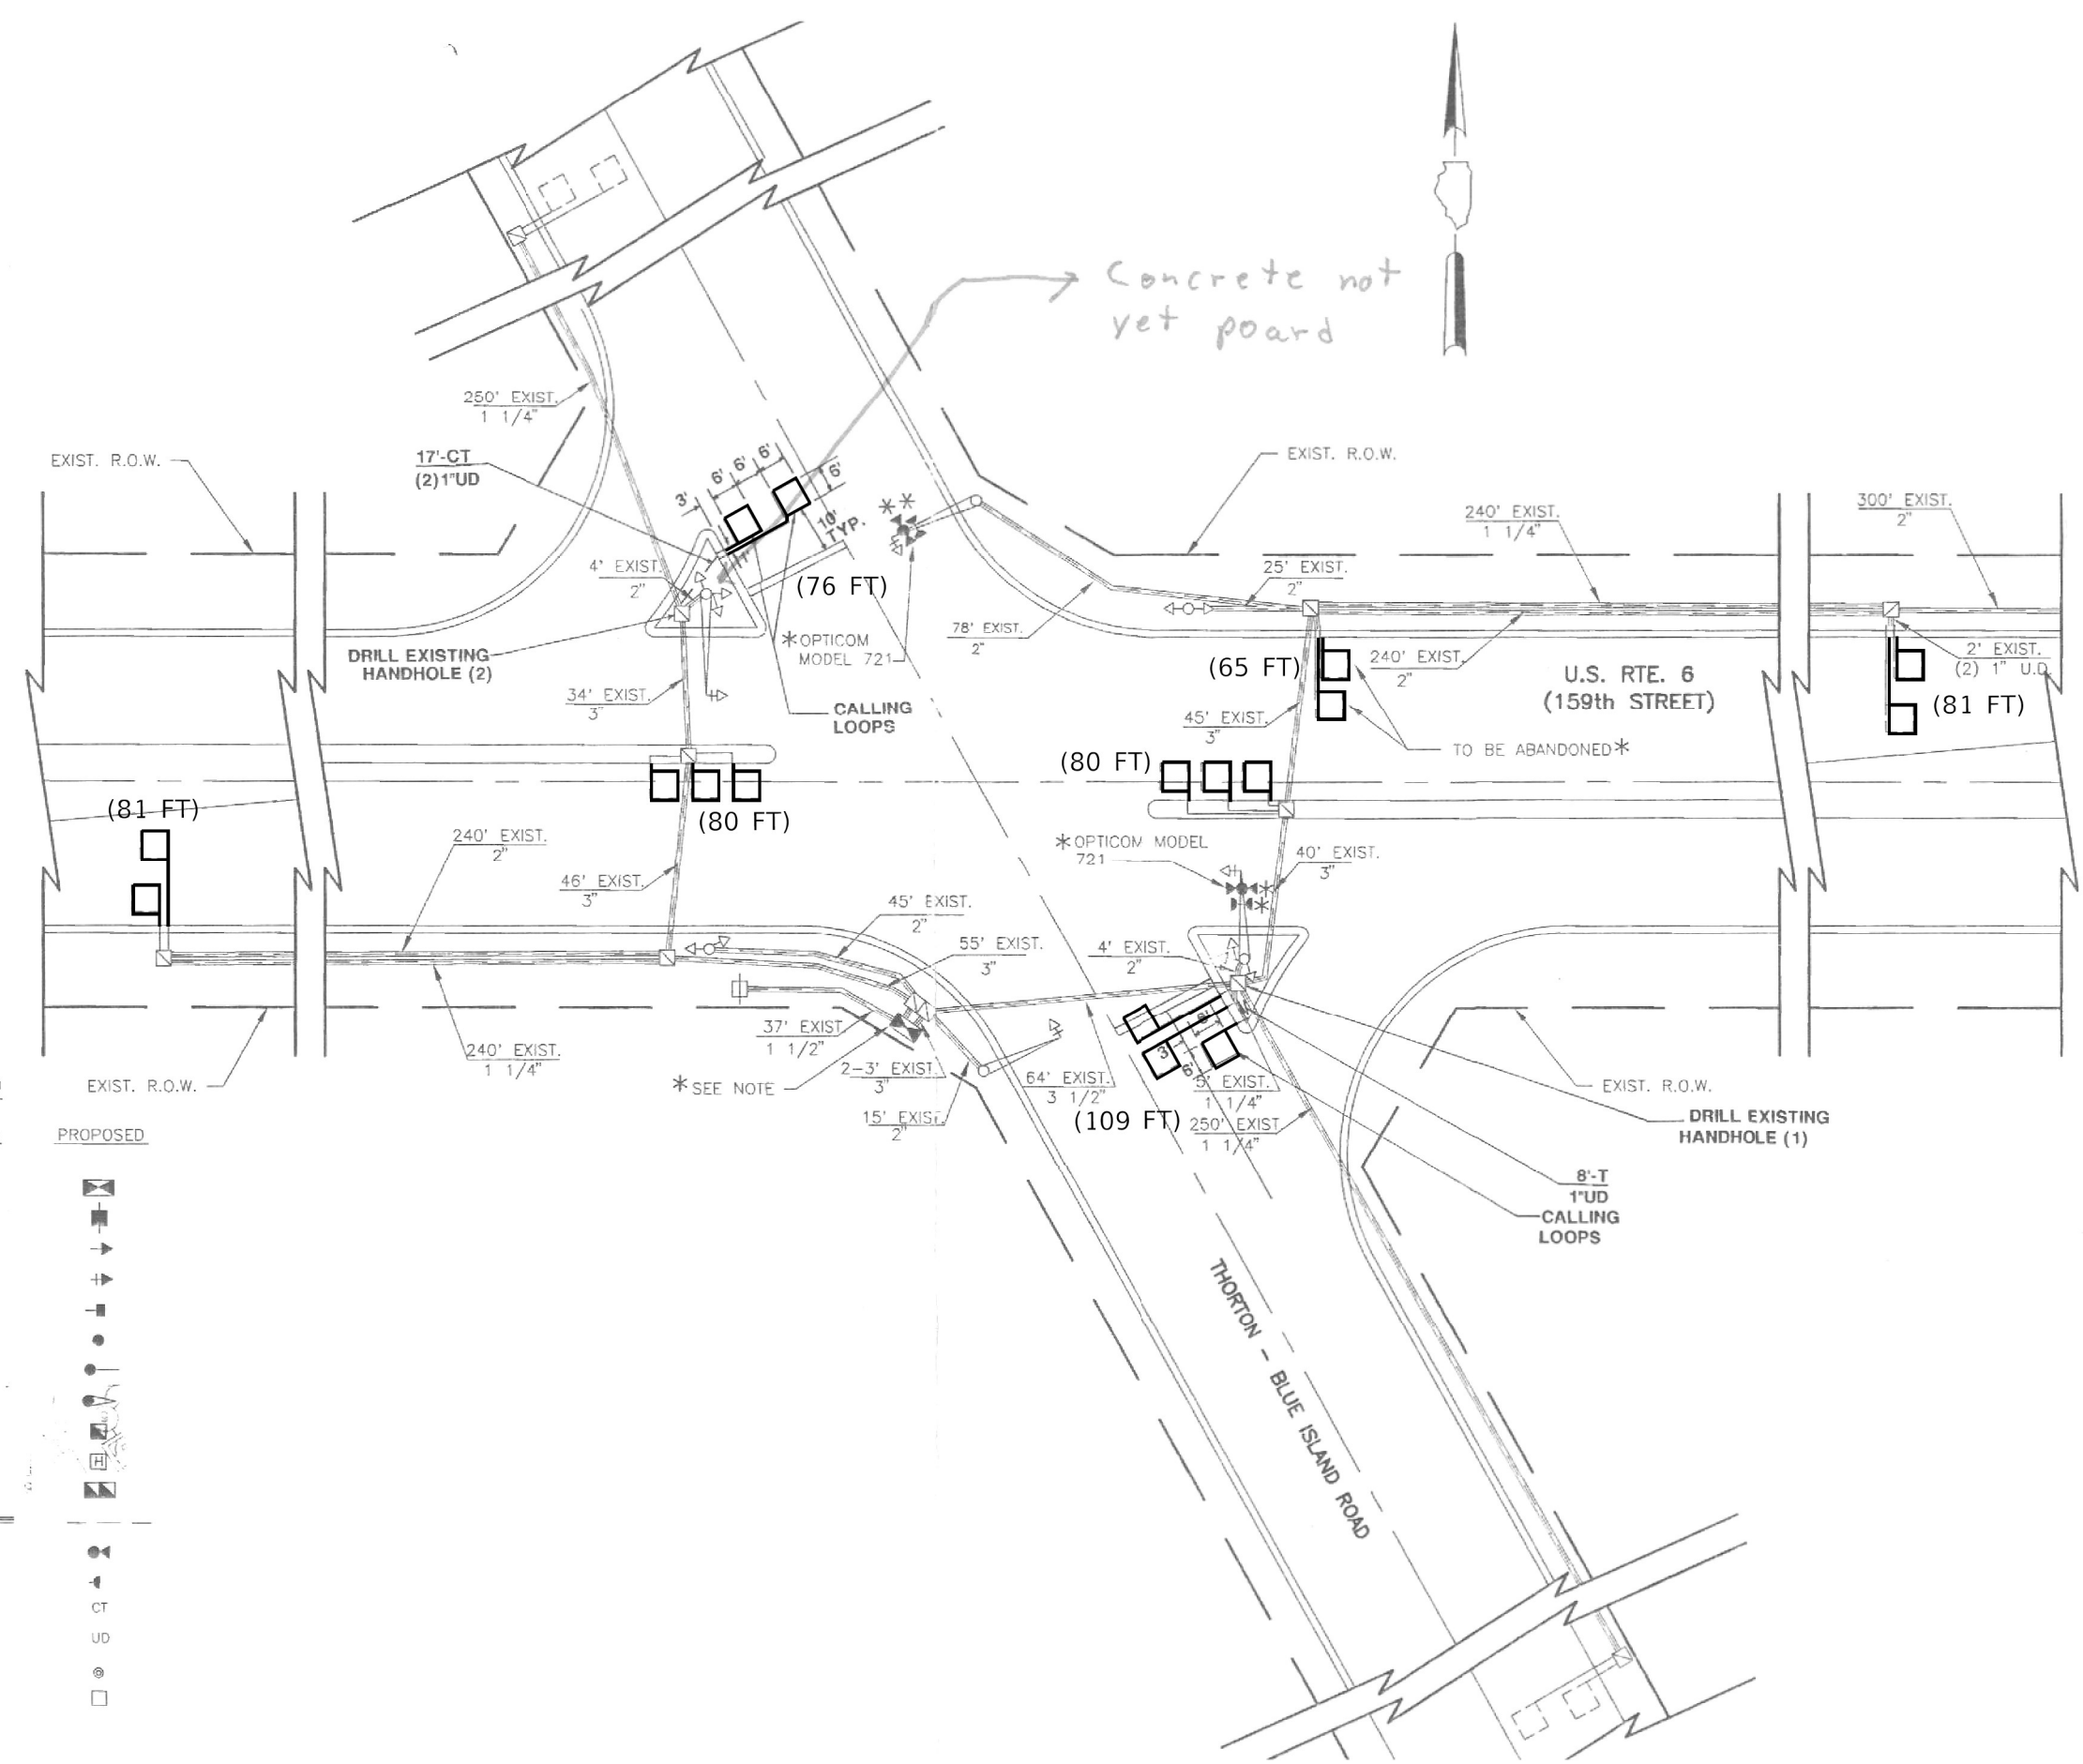 Concrete not
yet poard
250' EXIST.
1 1/4"
EXIST. R.O.W.
17'-CT
(2) 1"UD
3'
6'
6'
6'
6'
10'
TYP.
EXIST. R.O.W.
240' EXIST.
1 1/4"
300' EXIST.
2"
4' EXIST.
2"
(76 FT)
25' EXIST.
2"
*OPTICOM
MODEL 721
78' EXIST.
2"
DRILL EXISTING
HANDHOLE (2)
(65 FT)
240' EXIST.
2"
U.S. RTE. 6
(159th STREET)
2' EXIST.
(2) 1" U.D.
34' EXIST.
3"
CALLING
LOOPS
45' EXIST.
3"
(81 FT)
TO BE ABANDONED*
(80 FT)
(81 FT)
(80 FT)
240' EXIST.
2"
*OPTICOM MODEL
721
40' EXIST.
3"
46' EXIST.
3"
45' EXIST.
2"
55' EXIST.
3"
4' EXIST.
2"
37' EXIST.
1 1/2"
3'
6'
240' EXIST.
1 1/4"
2-3' EXIST.
3"
64' EXIST.
3 1/2"
5' EXIST.
1 1/4"
EXIST. R.O.W.
*SEE NOTE
EXIST. R.O.W.
15' EXIST.
2"
(109 FT)
250' EXIST.
1 1/4"
DRILL EXISTING
HANDHOLE (1)
PROPOSED
8'-T
1"UD
CALLING
LOOPS
THORTON - BLUE ISLAND ROAD
H
CT
UD